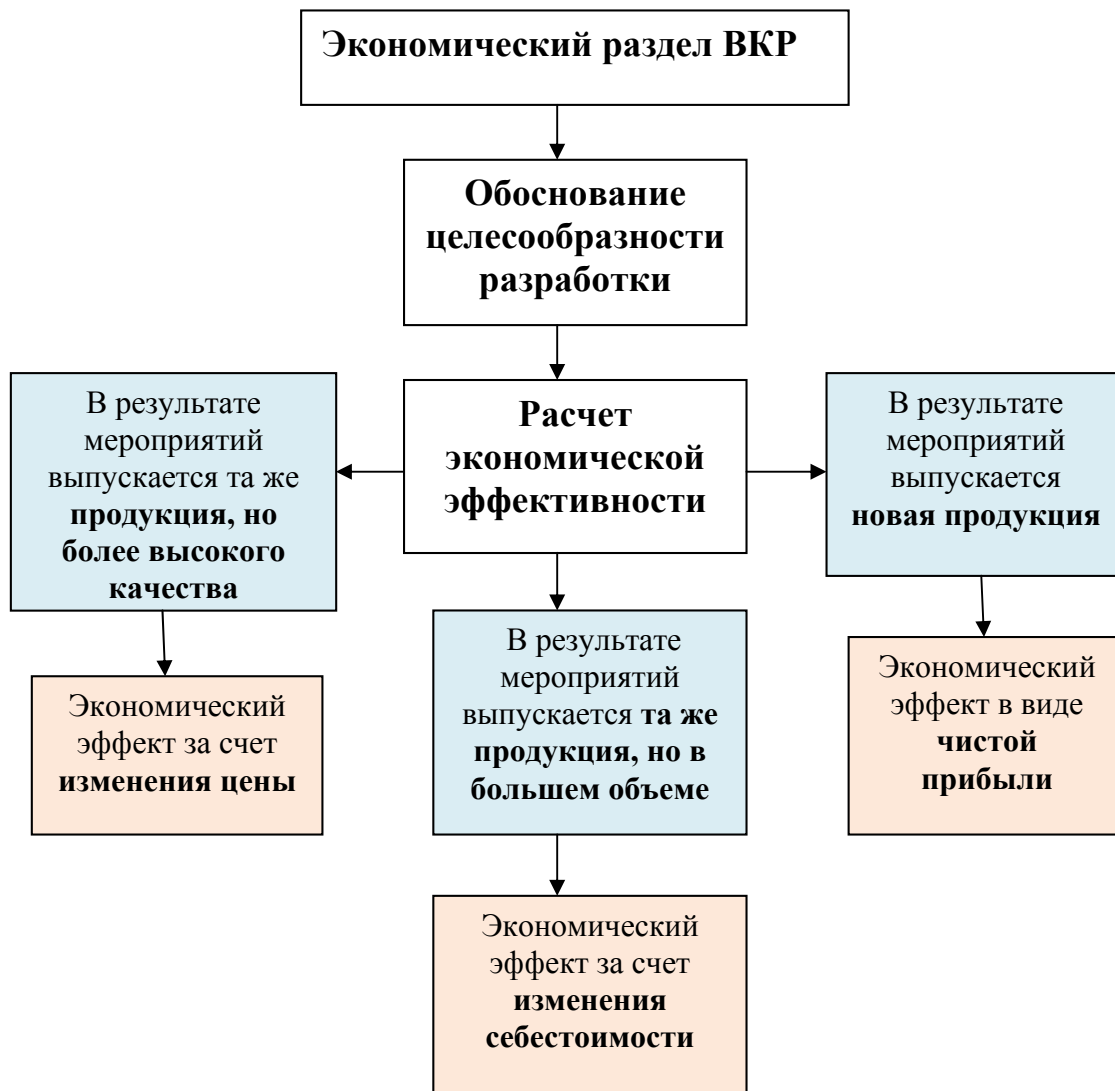 Экономический раздел ВКР
Обоснование
целесообразности
разработки
Расчет
экономической
эффективности
В результате
мероприятий
выпускается та же
продукция, но
более высокого
качества
Экономический
эффект за счет
изменения цены
В результате
мероприятий
выпускается та же
продукция, но в
большем объеме
Экономический
эффект за счет
изменения
себестоимости
В результате
мероприятий
выпускается
новая продукция
Экономический
эффект в виде
чистой
прибыли